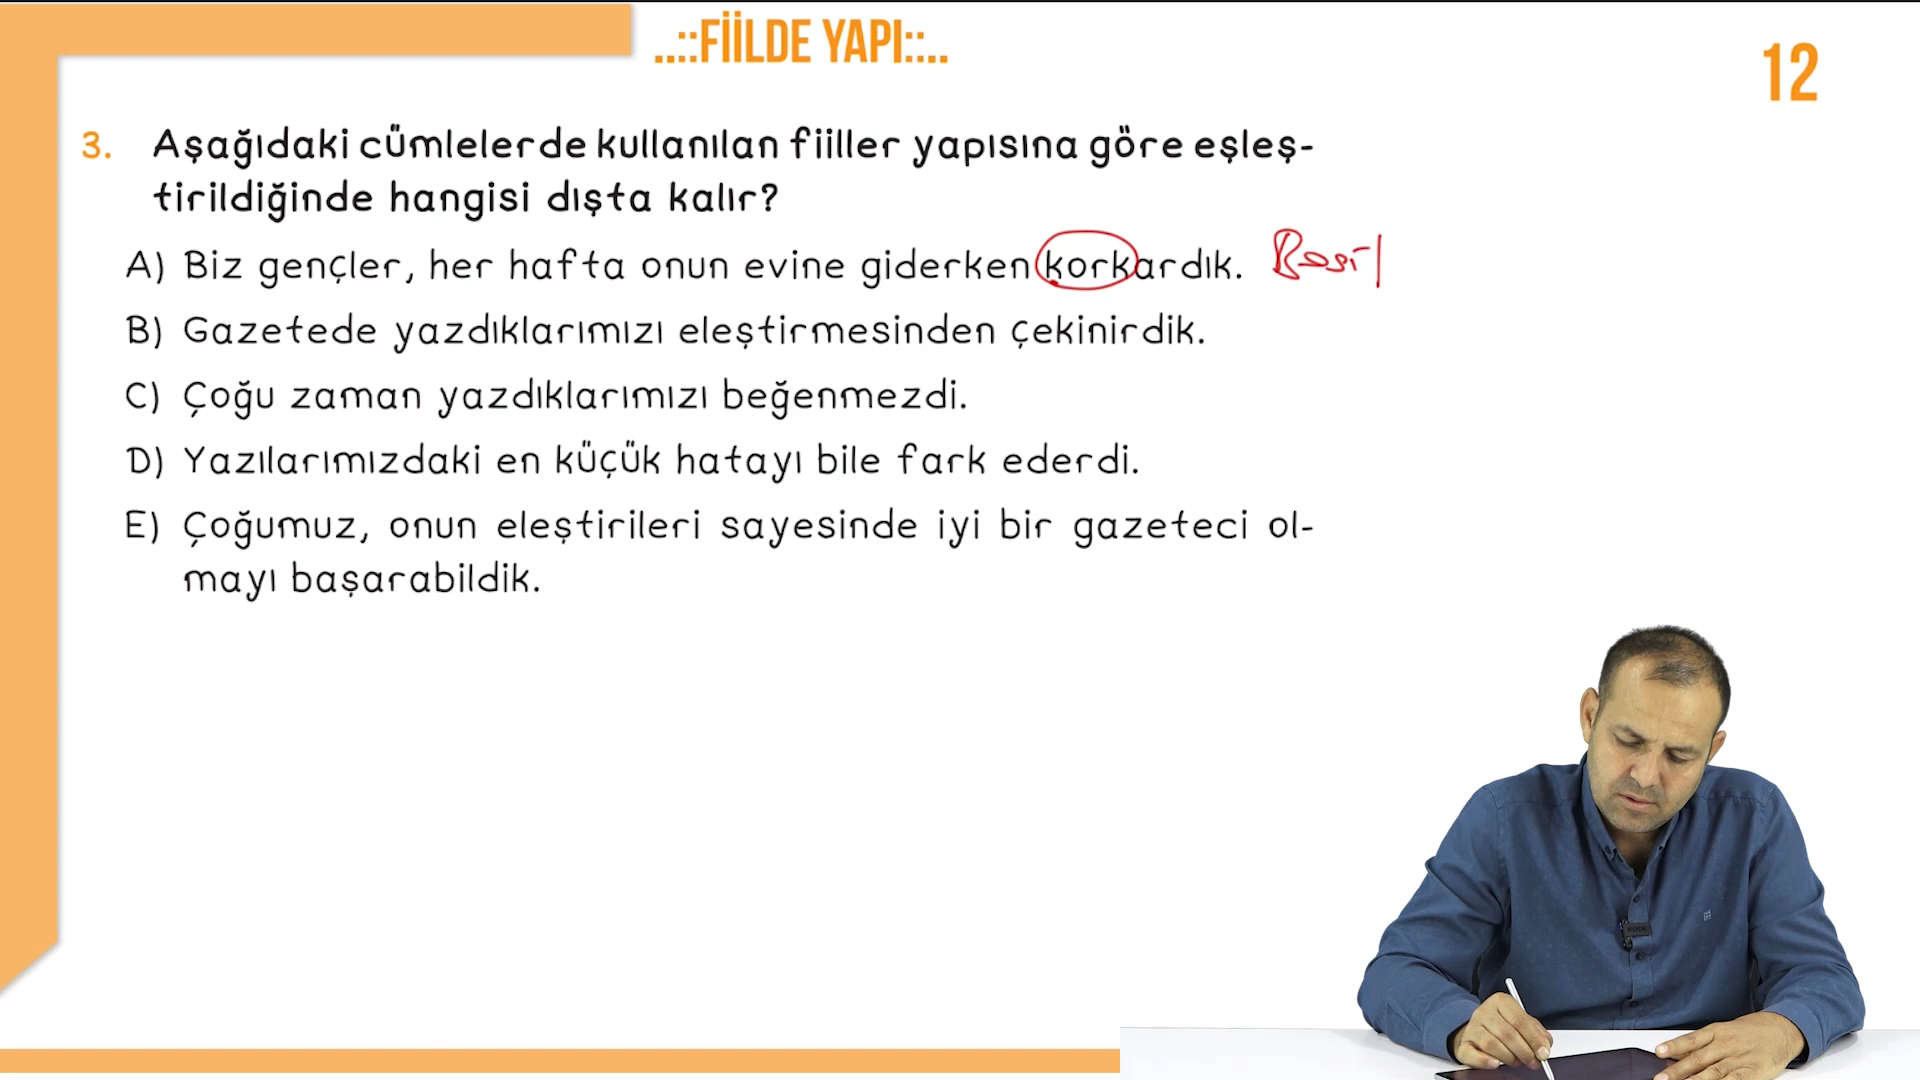 ..::FİİLDE YAPI::..
12
3. Aşağıdaki cümlelerde kullanılan fiiller yapısına göre eşleş-
tirildiğinde hangisi dışta kalır?
A) Biz gençler, her hafta onun evine giderken korkardık. Basit
B) Gazetede yazdıklarımızı eleştirmesinden çekinirdik.
C) Çoğu zaman yazdıklarımızı beğenmezdi.
D) Yazılarımızdaki en küçük hatayı bile fark ederdi.
E) Çoğumuz, onun eleştirileri sayesinde iyi bir gazeteci ol-
mayı başarabildik.
RODE